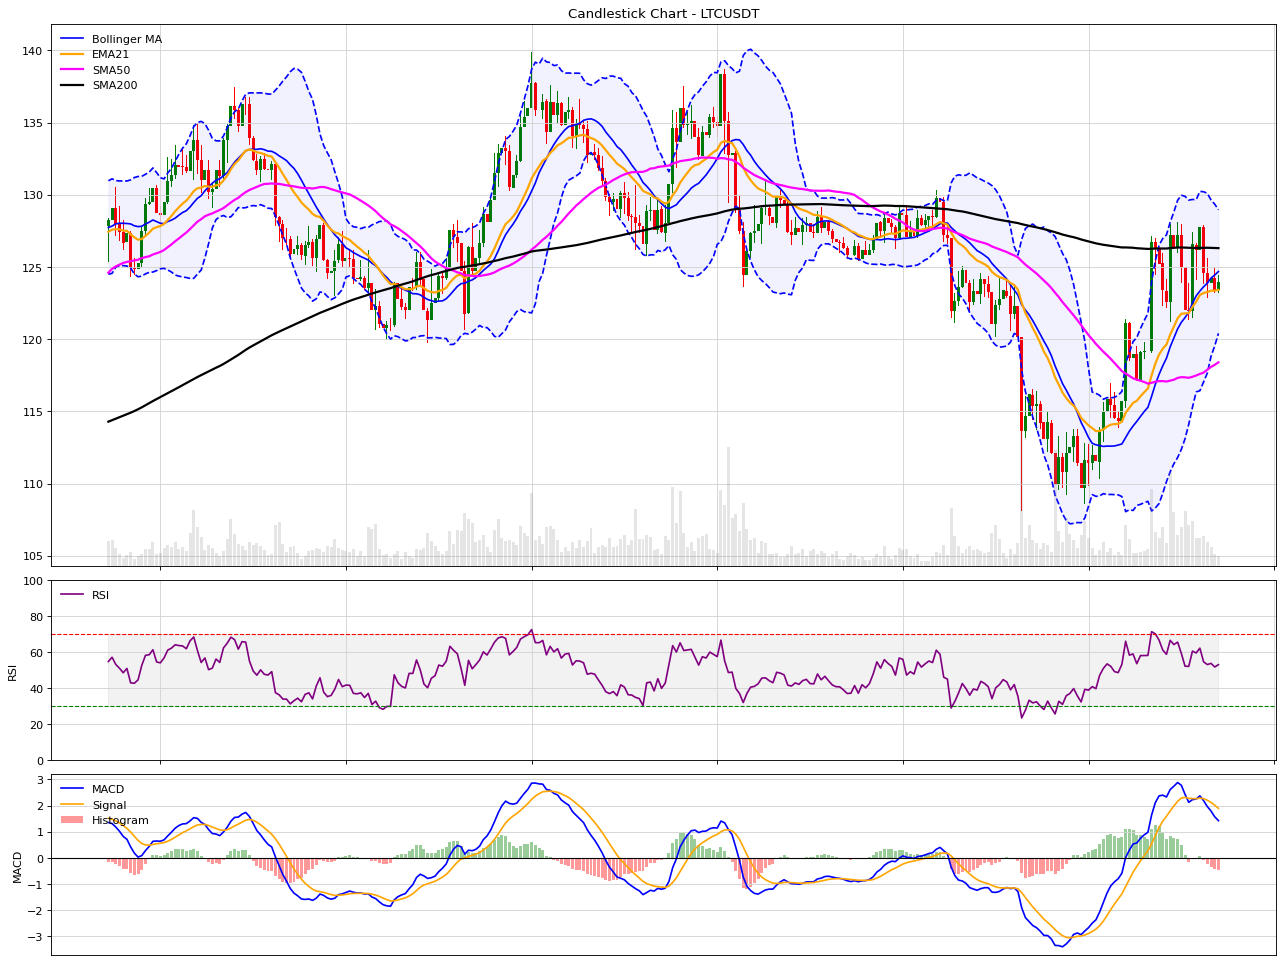 Candlestick Chart - LTCUSDT
Bollinger MA
EMA21
SMA50
SMA200
140
135
130
125
120
115
110
105
RSI
100
80
60
40
20
0
RSI
MACD
Signal
Histogram
3
2
1
0
−1
−2
−3
MACD